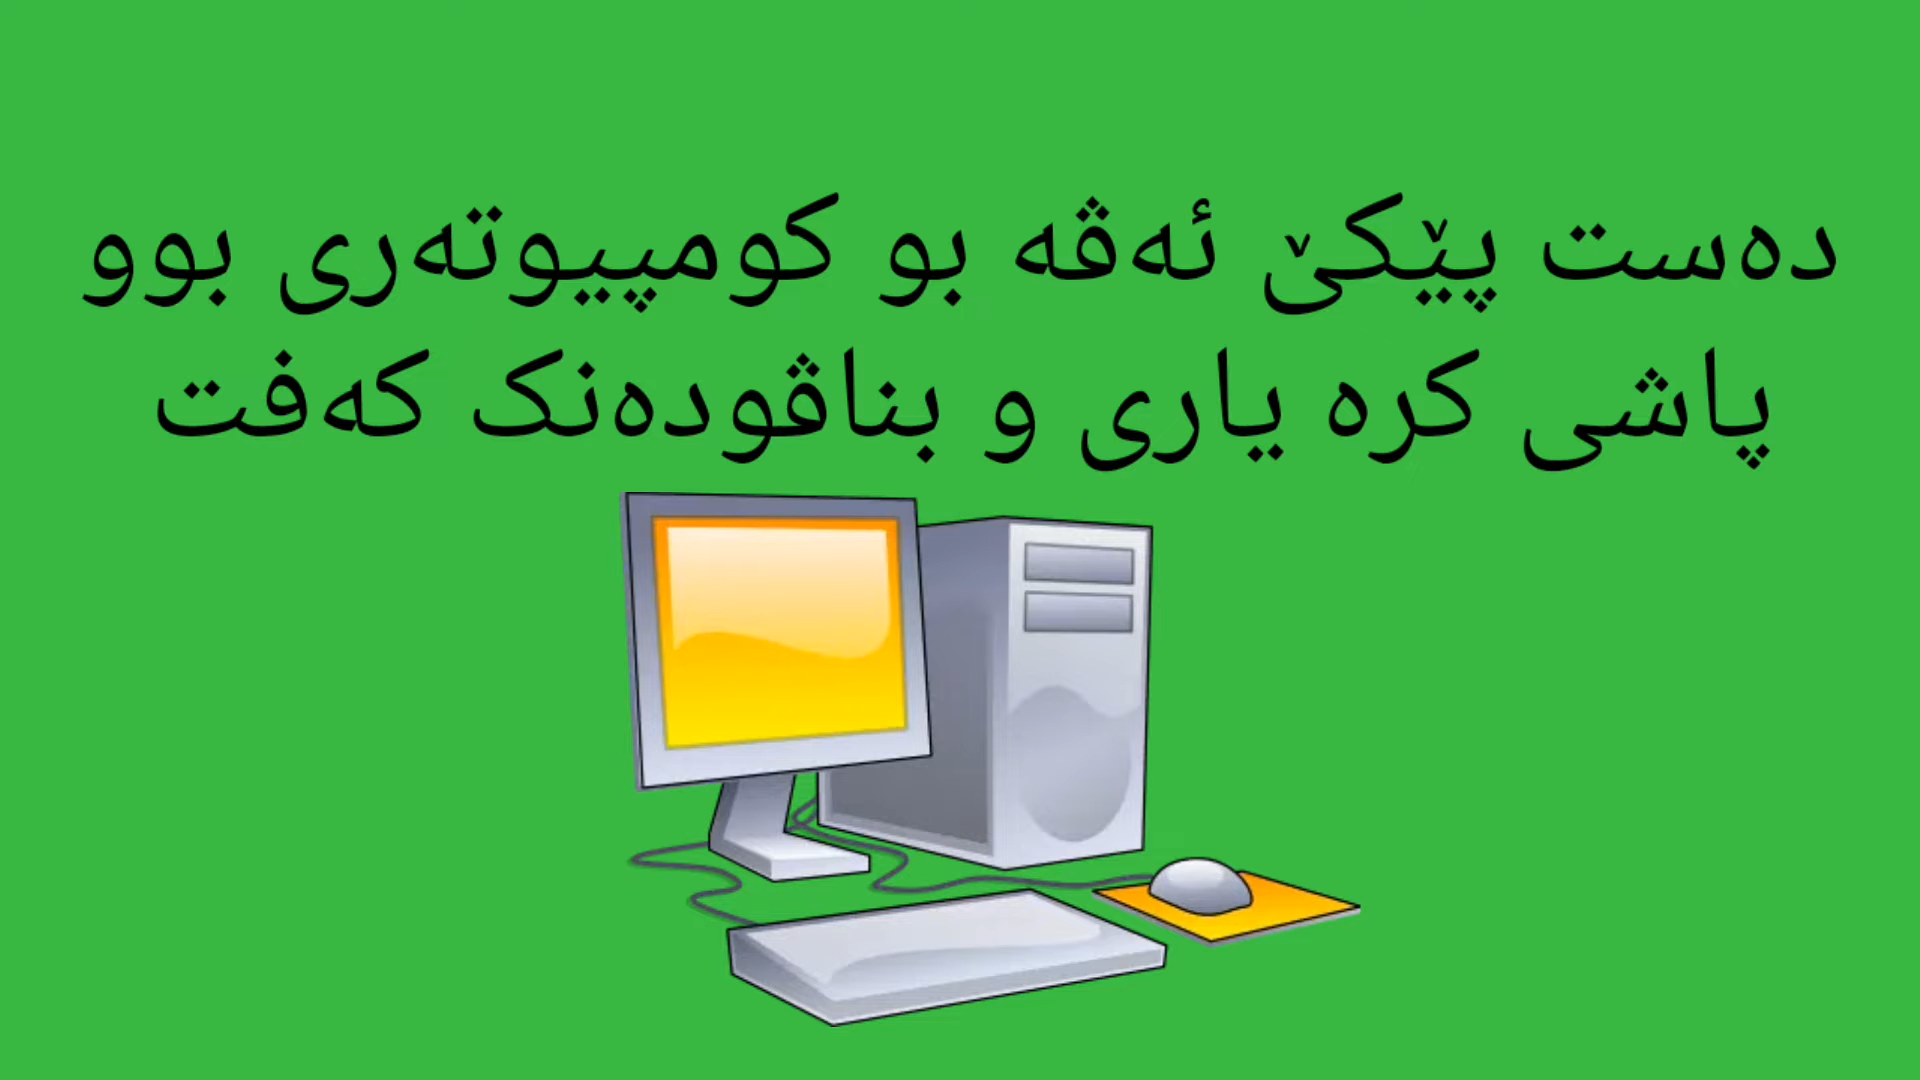 دەست پێکێ ئەڤە بو کومپیوتەری بوو
پاشی کرە یاری و بناڤودەنک کەفت